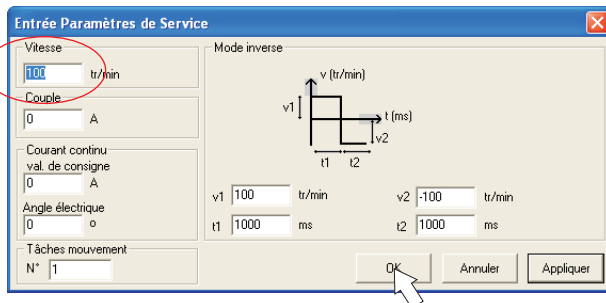 Entrée Paramètres de Service
Vitesse
100 tr/min
Couple
0 A
Courant continu
val. de consigne
0 A
Angle électrique
0 °
Tâches mouvement
N° 1
Mode inverse
v (tr/min)
v1
t (ms)
v2
t1 t2
v1 100 tr/min v2 -100 tr/min
t1 1000 ms t2 1000 ms
OK Annuler Appliquer